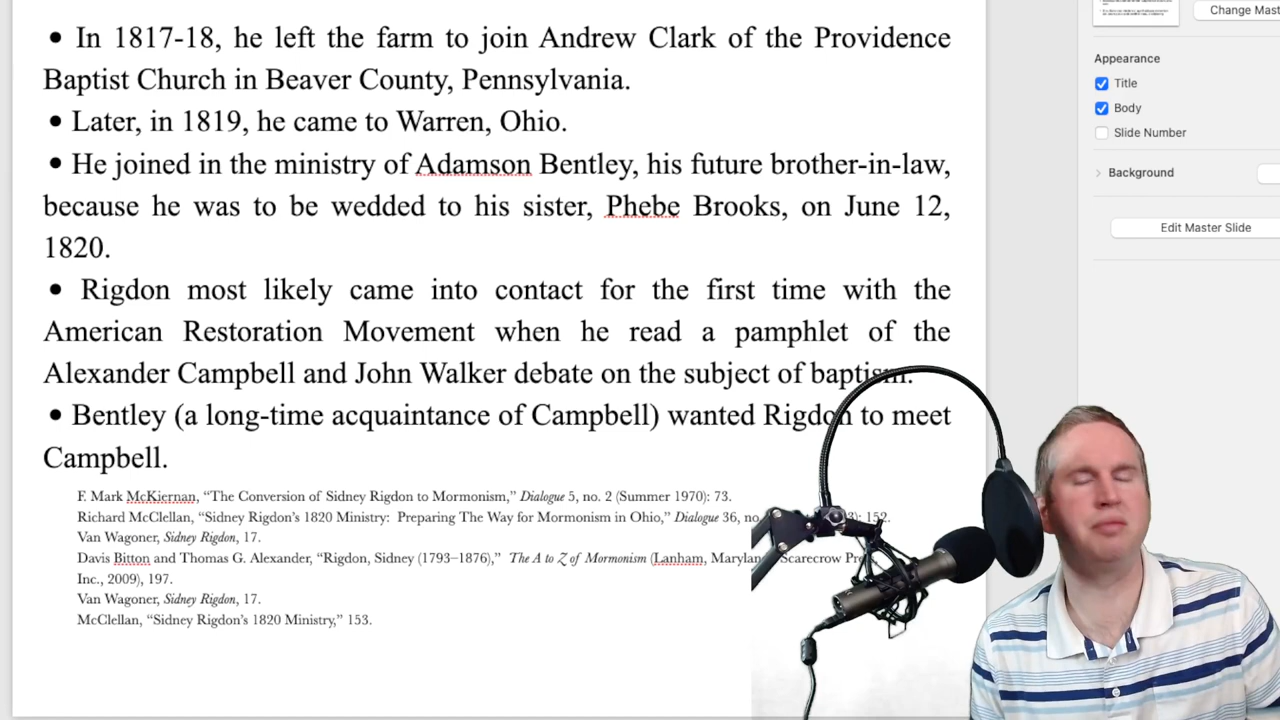 • In 1817-18, he left the farm to join Andrew Clark of the Providence
Baptist Church in Beaver County, Pennsylvania.
• Later, in 1819, he came to Warren, Ohio.
• He joined in the ministry of Adamson Bentley, his future brother-in-law,
because he was to be wedded to his sister, Phebe Brooks, on June 12,
1820.
• Rigdon most likely came into contact for the first time with the
American Restoration Movement when he read a pamphlet of the
Alexander Campbell and John Walker debate on the subject of baptism.
• Bentley (a long-time acquaintance of Campbell) wanted Rigdon to meet
Campbell.
F. Mark McKiernan, “The Conversion of Sidney Rigdon to Mormonism,” Dialogue 5, no. 2 (Summer 1970): 73.
Richard McClellan, “Sidney Rigdon’s 1820 Ministry: Preparing The Way for Mormonism in Ohio,” Dialogue 36, no 152.
Van Wagoner, Sidney Rigdon, 17.
Davis Bitton and Thomas G. Alexander, “Rigdon, Sidney (1793–1876),” The A to Z of Mormonism (Lanham, Scarecrow
Inc., 2009), 197.
Van Wagoner, Sidney Rigdon, 17.
McClellan, “Sidney Rigdon’s 1820 Ministry,” 153.
Change Mast
Appearance
Title
Body
Slide Number
Background
Edit Master Slide